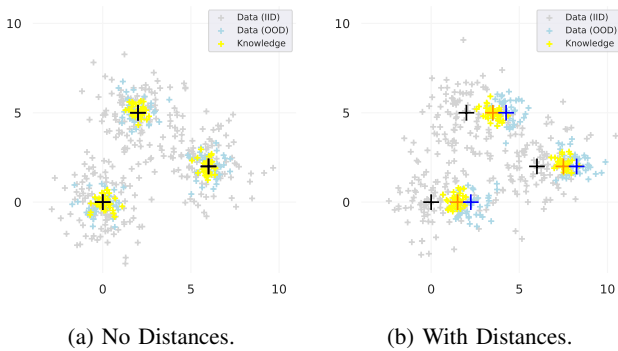 10
5
0
0
5
10
Data (IID)
Data (OOD)
Knowledge
(a) No Distances.
10
5
0
0
5
10
Data (IID)
Data (OOD)
Knowledge
(b) With Distances.